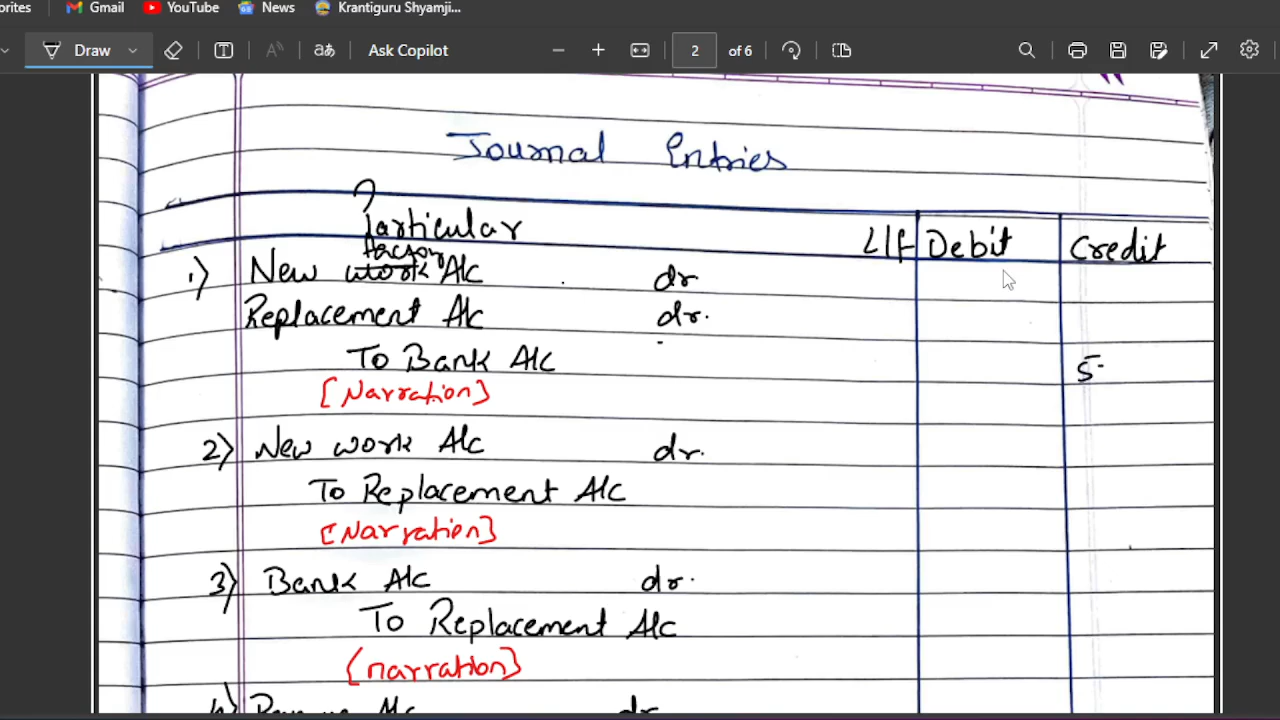 orites Gmail YouTube News Krantiguru Shyamji...
Draw Ask Copilot 2 of 6
Journal Entries
Particular L/f Debit Credit
factory
1) New work A/c dr
Replacement A/c dr.
To Bank A/c 5-
[Narration]
2) New work A/c dr.
To Replacement A/c
[Narration]
3) Bank A/c dr.
To Replacement A/c
[narration]